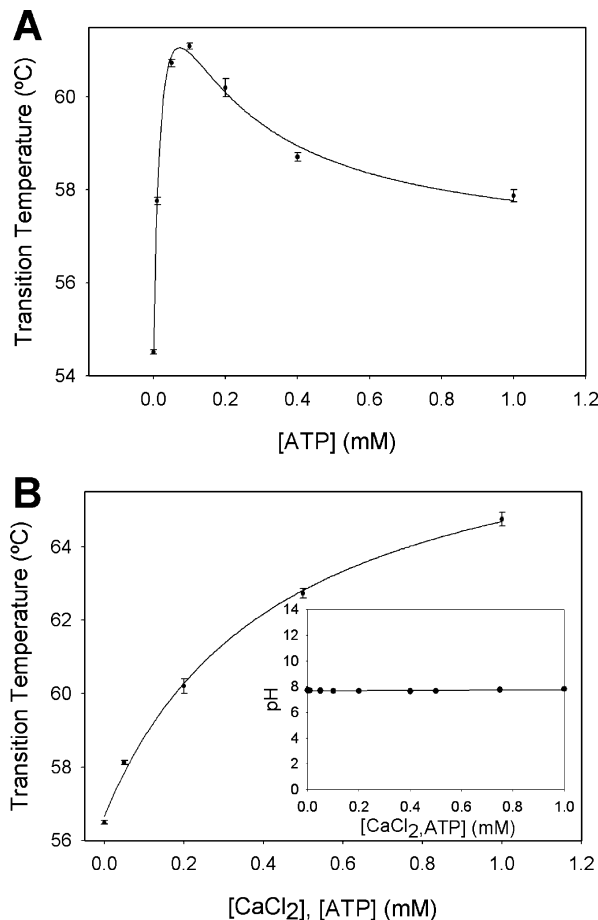 A
Transition Temperature (ºC)
60
58
56
54
0.0 0.2 0.4 0.6 0.8 1.0 1.2
[ATP] (mM)
B
Transition Temperature (ºC)
64
62
60
58
56
0.0 0.2 0.4 0.6 0.8 1.0 1.2
[CaCl2], [ATP] (mM)
pH
14
12
10
8
6
4
2
0
0.0 0.2 0.4 0.6 0.8 1.0
[CaCl2,ATP] (mM)